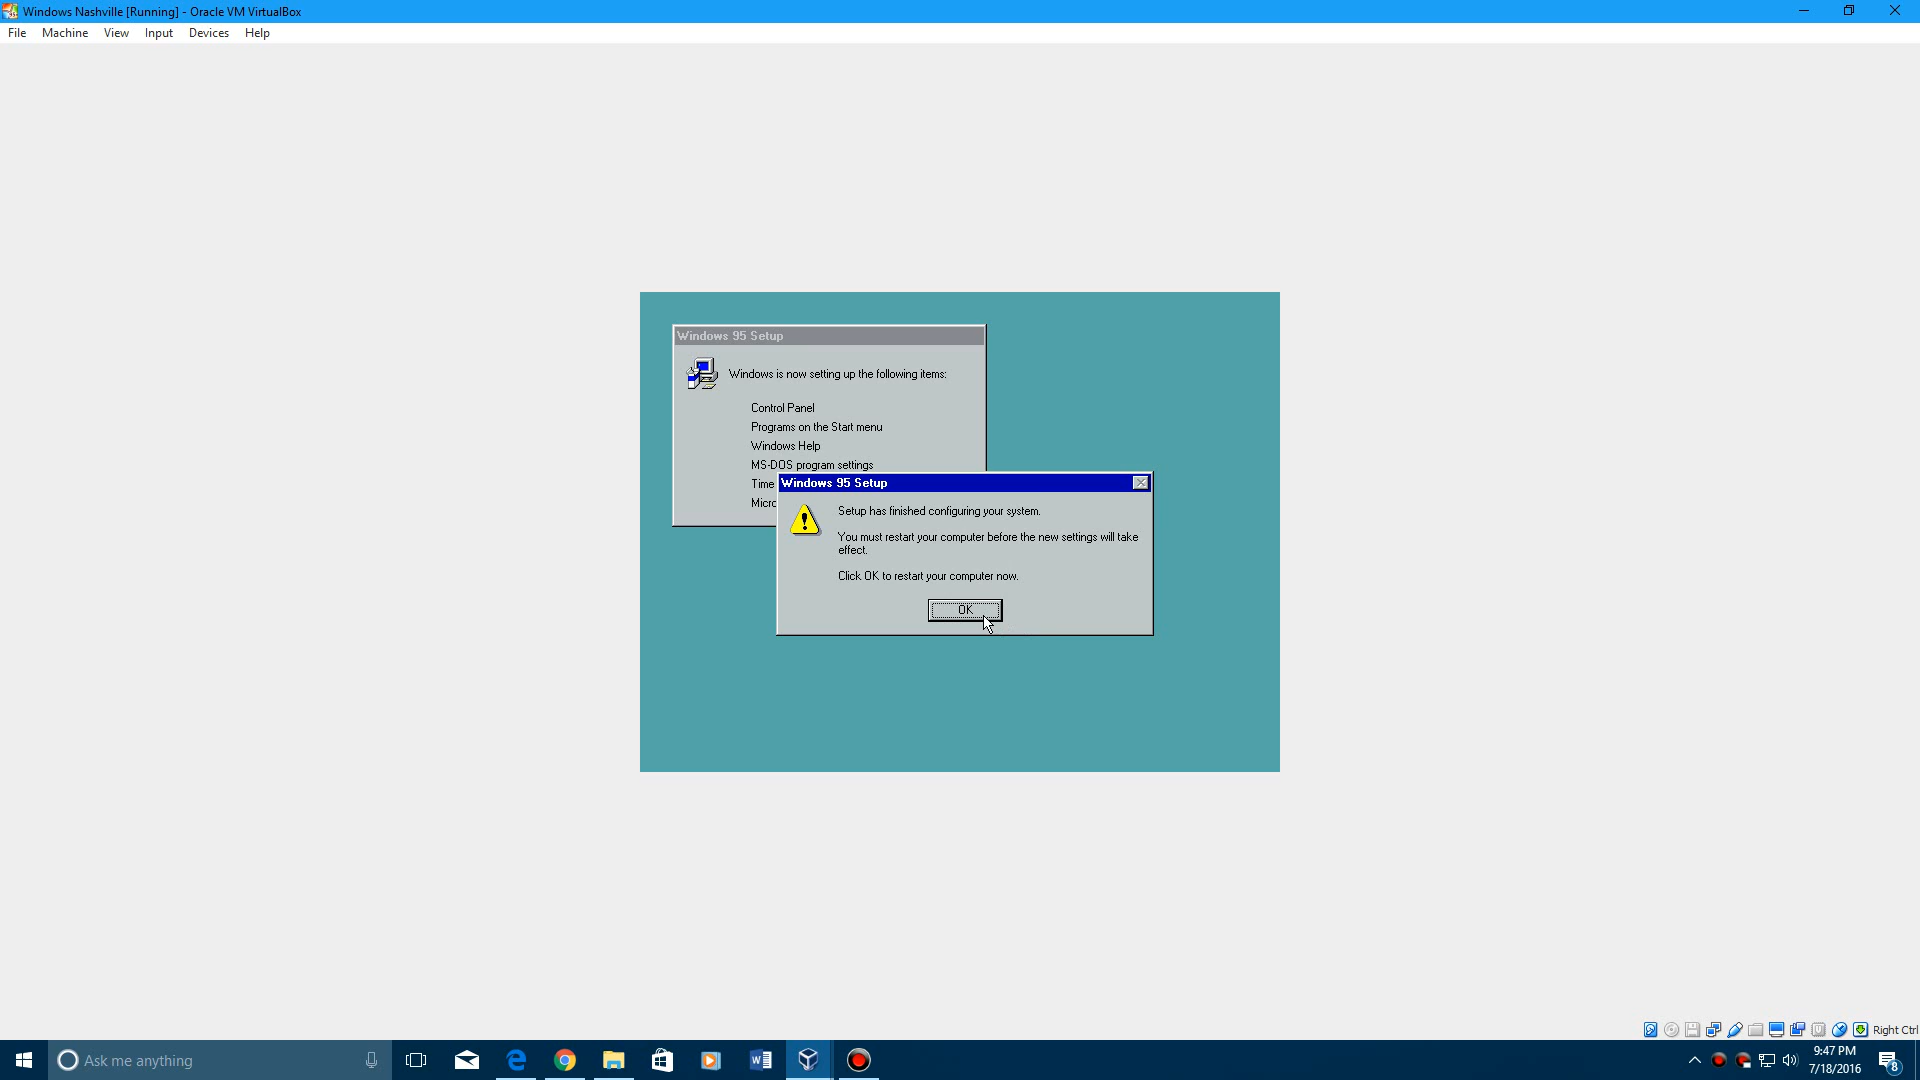 Windows Nashville [Running] - Oracle VM VirtualBox
File Machine View Input Devices Help
Windows 95 Setup
Windows is now setting up the following items:
Control Panel
Programs on the Start menu
Windows Help
MS-DOS program settings
Time
Micro
Windows 95 Setup
Setup has finished configuring your system.
You must restart your computer before the new settings will take
effect.
Click OK to restart your computer now.
OK
Right Ctrl
Ask me anything
9:47 PM
7/18/2016
8